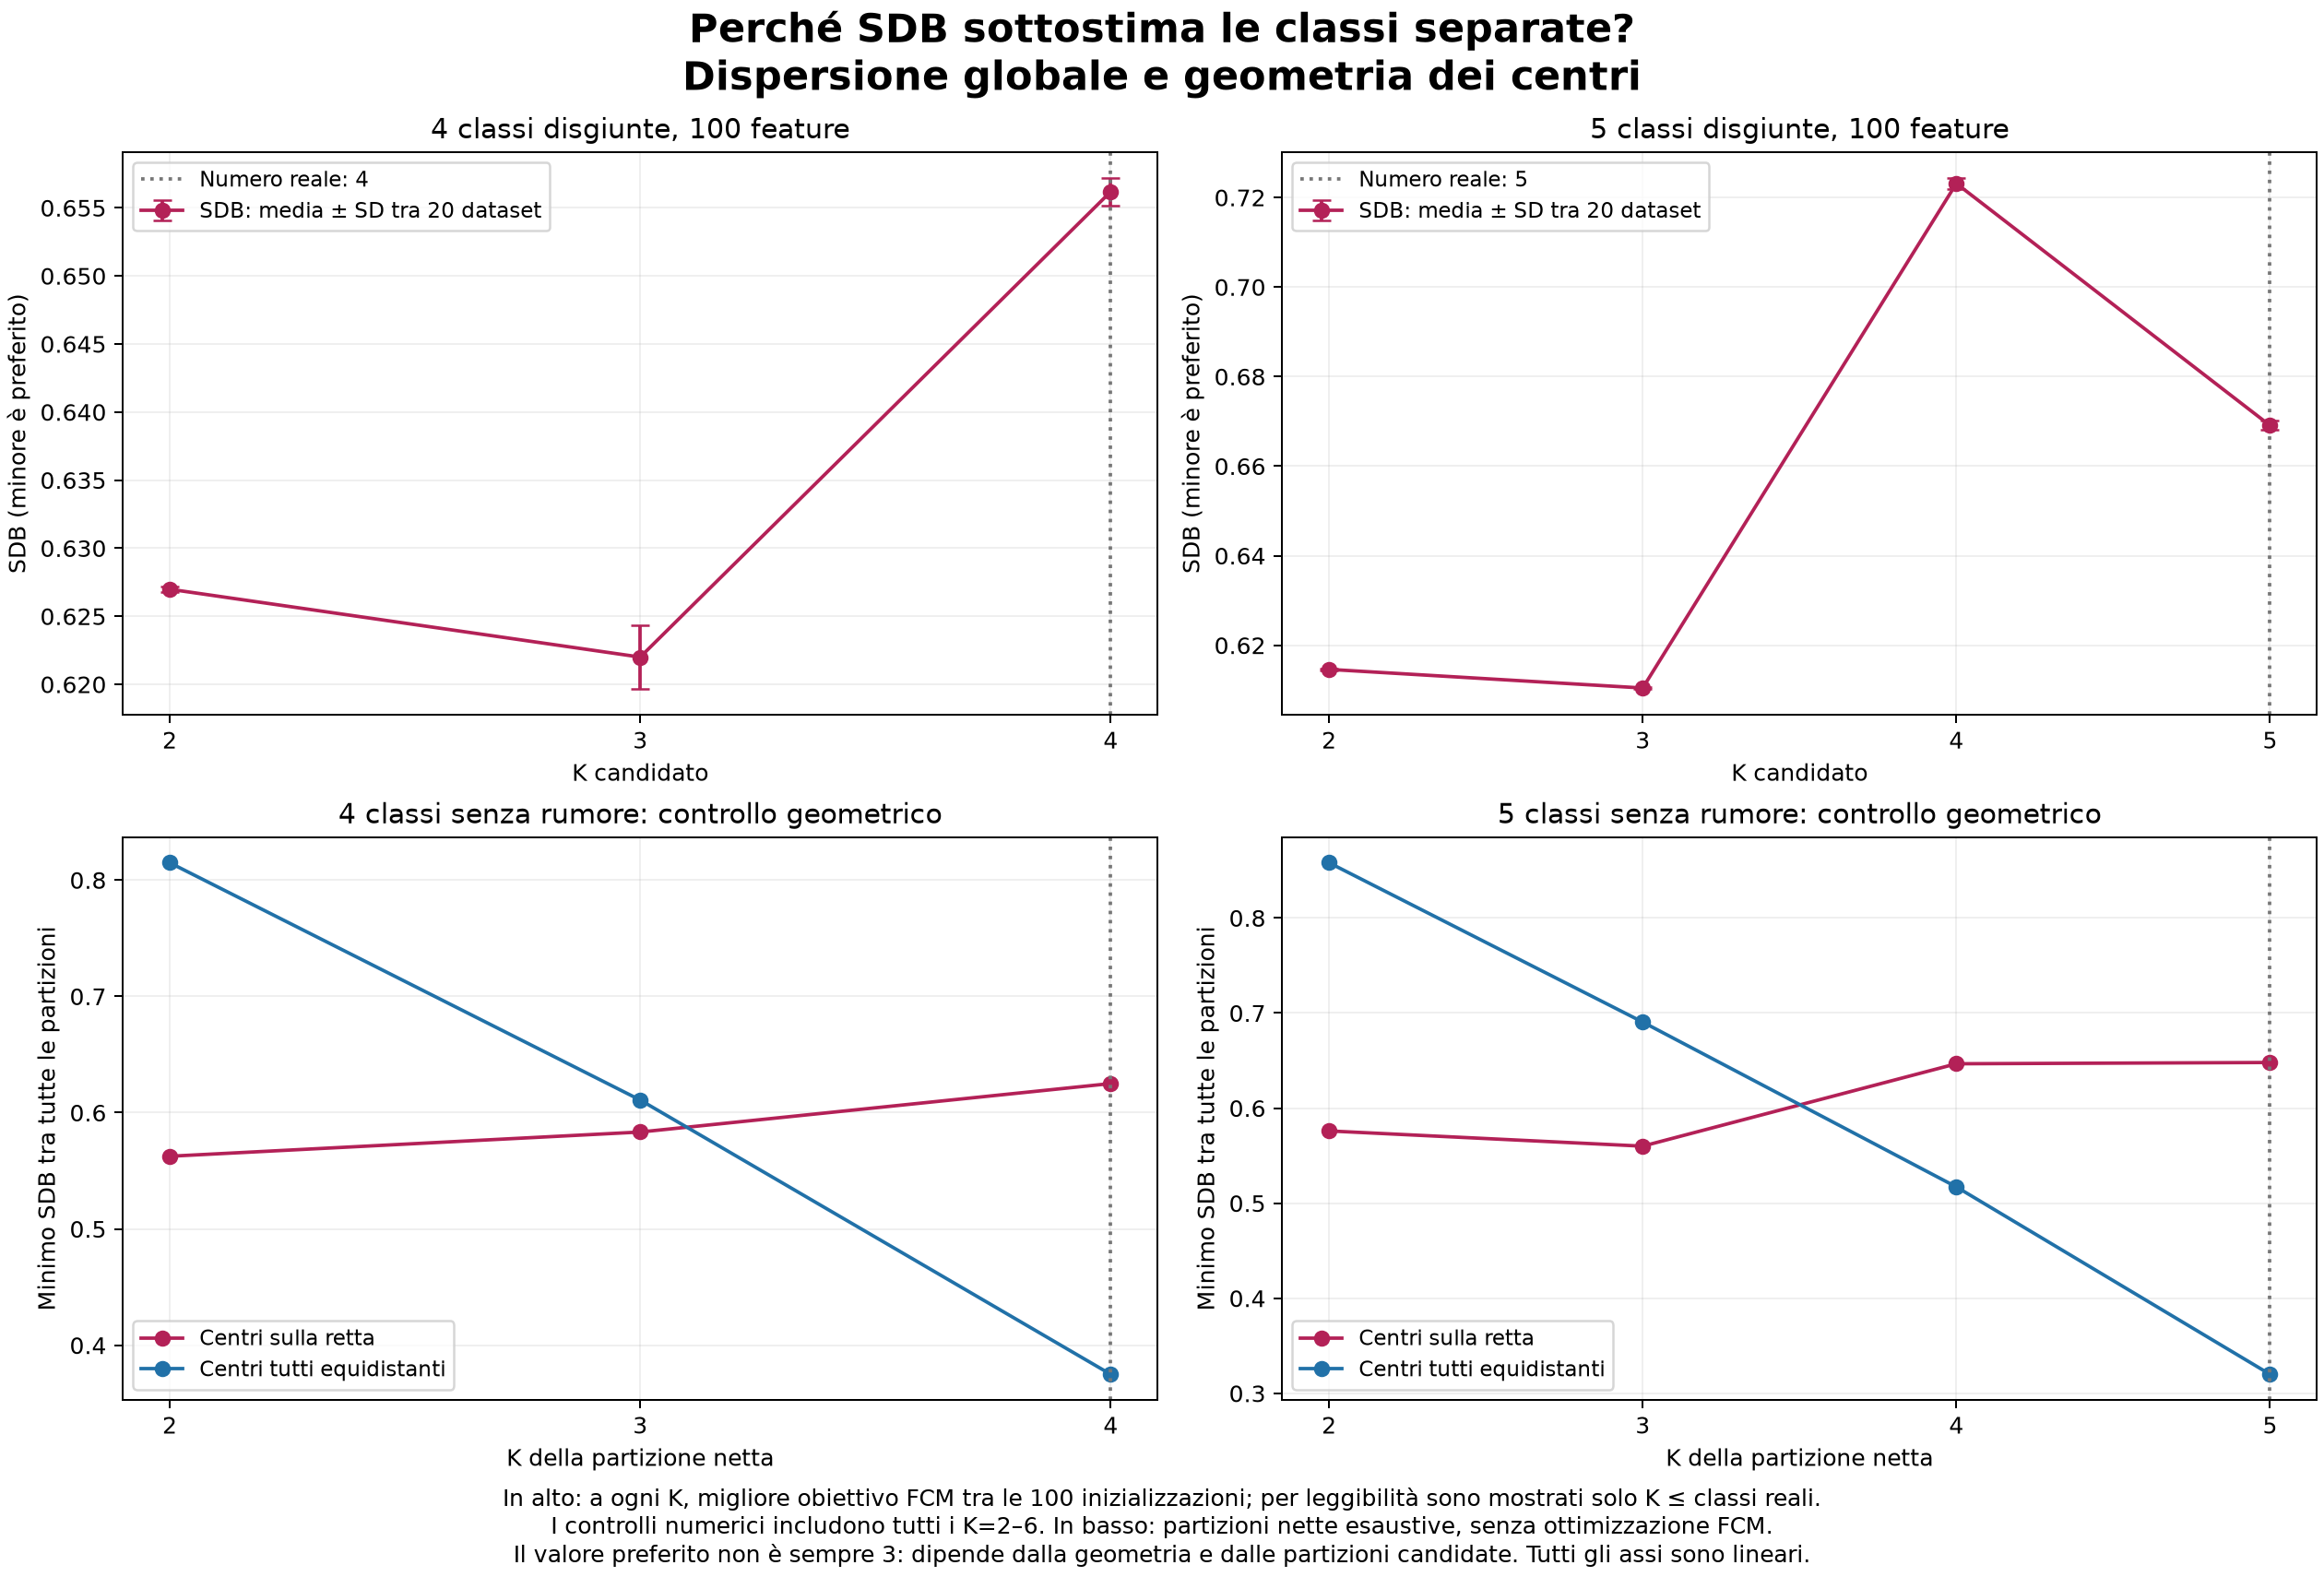 Perché SDB sottostima le classi separate?
Dispersione globale e geometria dei centri
4 classi disgiunte, 100 feature
Numero reale: 4
SDB: media ± SD tra 20 dataset
SDB (minore è preferito)
0.655
0.650
0.645
0.640
0.635
0.630
0.625
0.620
2
3
4
K candidato
5 classi disgiunte, 100 feature
Numero reale: 5
SDB: media ± SD tra 20 dataset
SDB (minore è preferito)
0.72
0.70
0.68
0.66
0.64
0.62
2
3
4
5
K candidato
4 classi senza rumore: controllo geometrico
Minimo SDB tra tutte le partizioni
0.8
0.7
0.6
0.5
0.4
Centri sulla retta
Centri tutti equidistanti
2
3
4
K della partizione netta
5 classi senza rumore: controllo geometrico
Minimo SDB tra tutte le partizioni
0.8
0.7
0.6
0.5
0.4
0.3
Centri sulla retta
Centri tutti equidistanti
2
3
4
5
K della partizione netta
In alto: a ogni K, migliore obiettivo FCM tra le 100 inizializzazioni; per leggibilità sono mostrati solo K ≤ classi reali.
I controlli numerici includono tutti i K=2–6. In basso: partizioni nette esaustive, senza ottimizzazione FCM.
Il valore preferito non è sempre 3: dipende dalla geometria e dalle partizioni candidate. Tutti gli assi sono lineari.